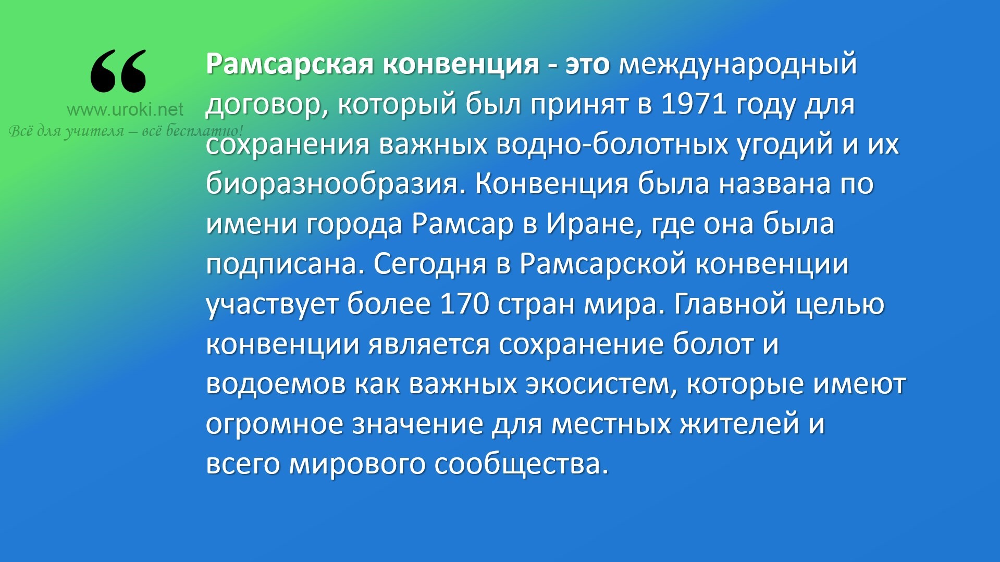 “
www.uroki.net
Всё для учителя – всё бесплатно!
Рамсарская конвенция - это международный
договор, который был принят в 1971 году для
сохранения важных водно-болотных угодий и их
биоразнообразия. Конвенция была названа по
имени города Рамсар в Иране, где она была
подписана. Сегодня в Рамсарской конвенции
участвует более 170 стран мира. Главной целью
конвенции является сохранение болот и
водоемов как важных экосистем, которые имеют
огромное значение для местных жителей и
всего мирового сообщества.